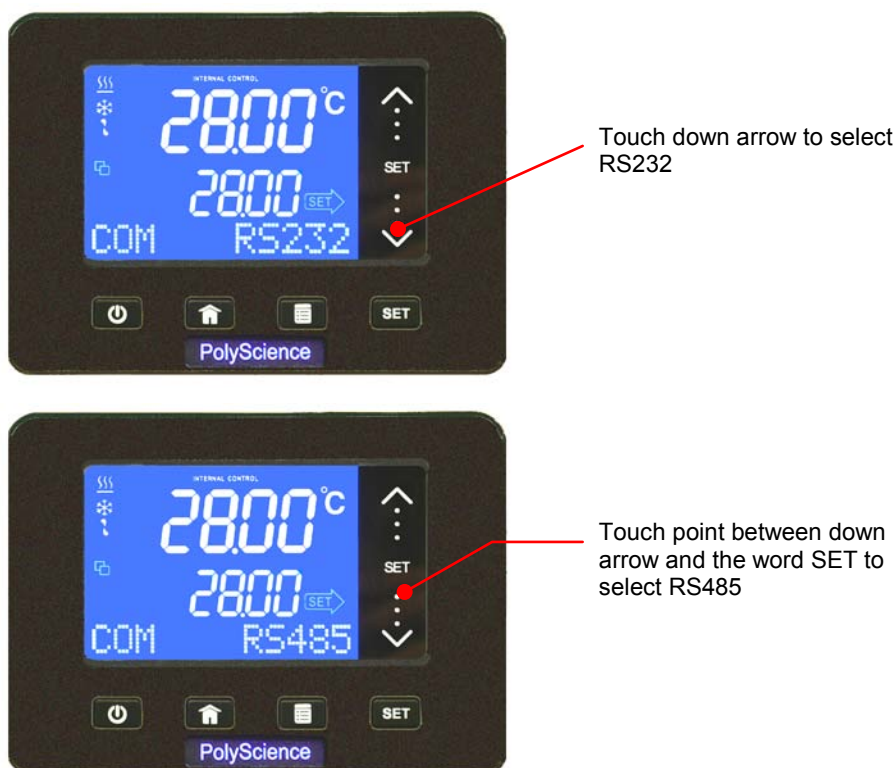 INTERNAL CONTROL
28.00 °C
SET
28.00 SET
COM RS232
SET
PolyScience
Touch down arrow to select
RS232
INTERNAL CONTROL
28.00 °C
SET
28.00 SET
COM RS485
SET
PolyScience
Touch point between down
arrow and the word SET to
select RS485